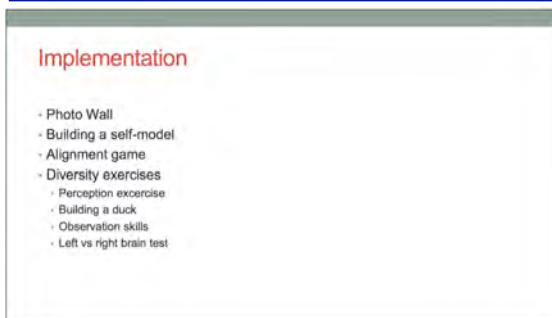 Implementation
- Photo Wall
- Building a self-model
- Alignment game
- Diversity exercises
- Perception excercise
- Building a duck
- Observation skills
- Left vs right brain test